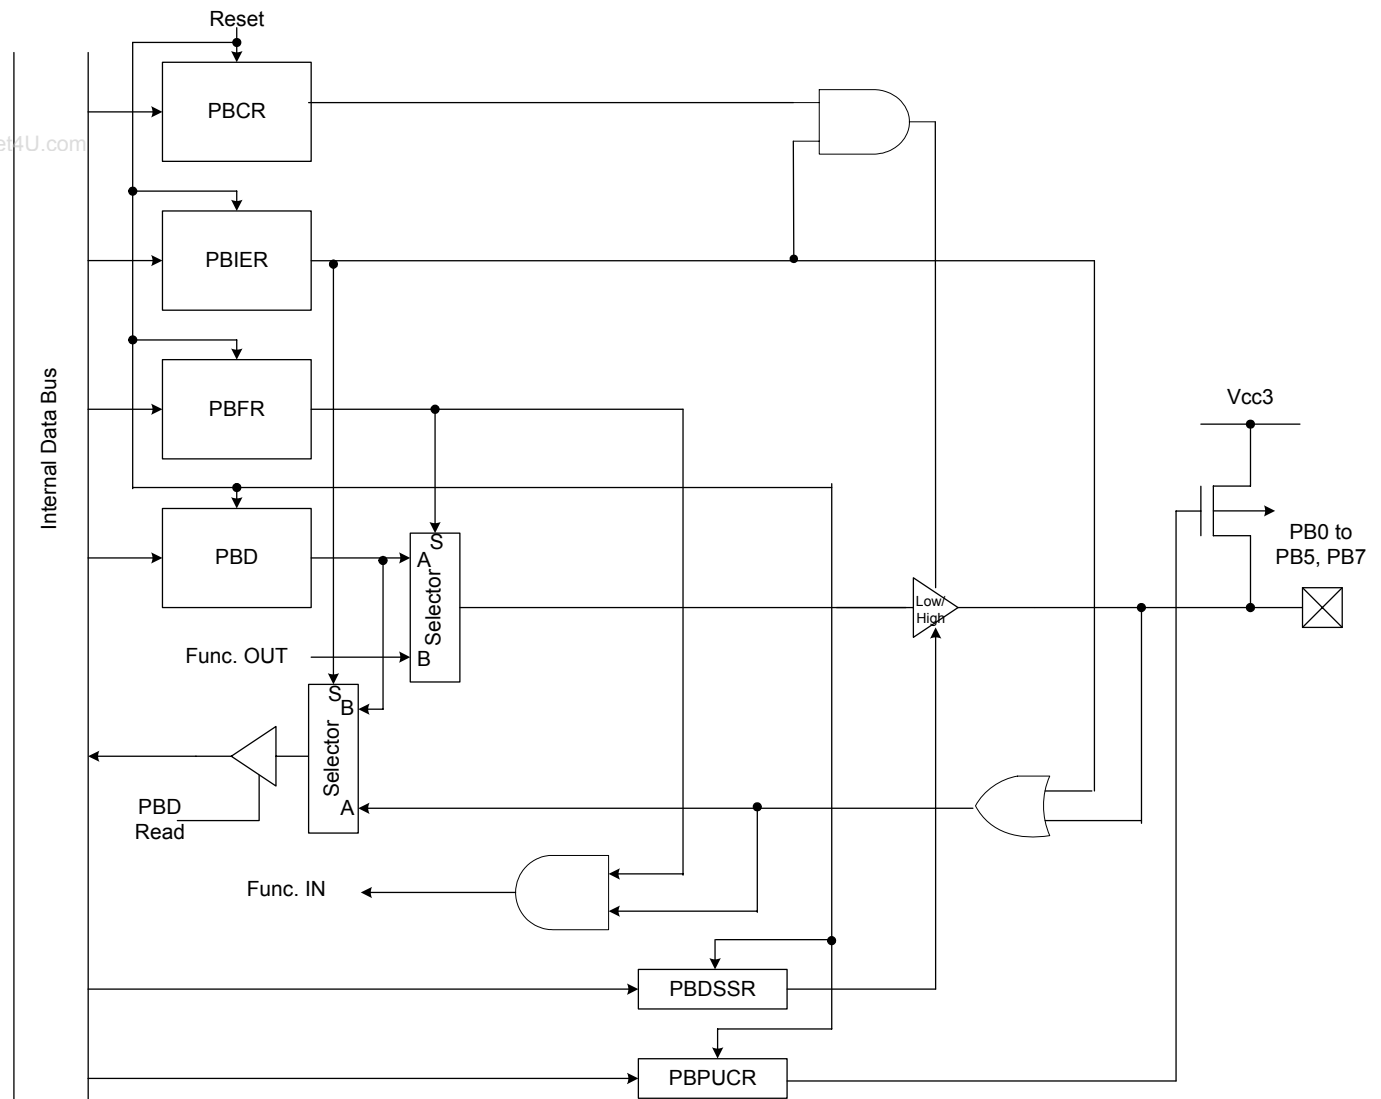 Reset
PBCR
et4U.com
PBIER
Internal Data Bus
PBFR
Vcc3
PBD
S
A
Selector
B
PB0 to
PB5, PB7
Low/
High
Func. OUT
S
B
Selector
A
PBD
Read
Func. IN
PBDSSR
PBPUCR